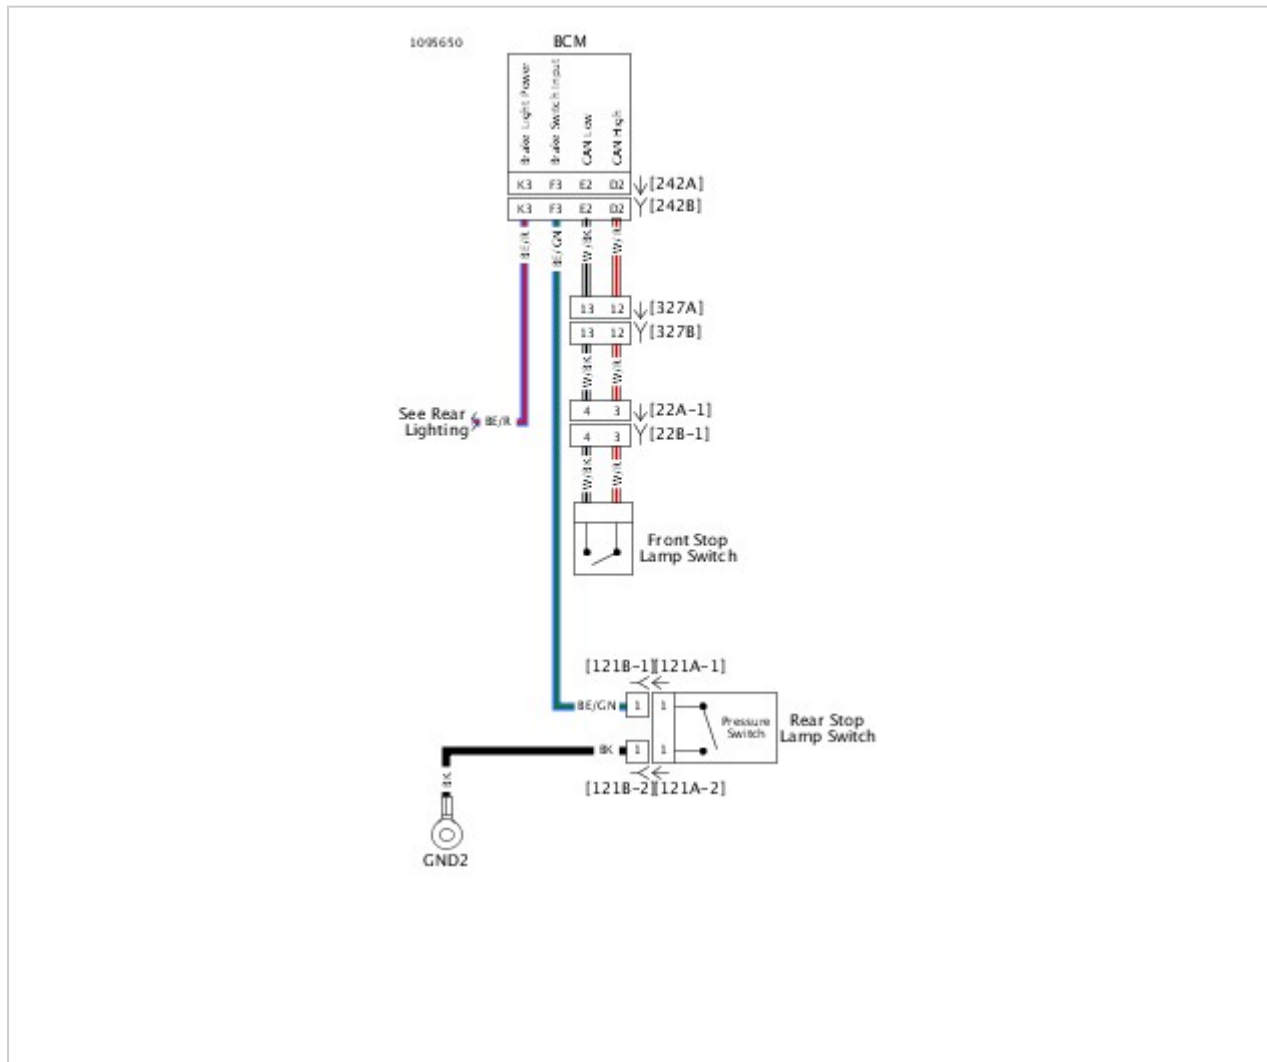 1095650
BCM
Brake Light Power
Brake Switch Input
CAN Low
CAN High
K3 F3 E2 D2 [242A]
K3 F3 E2 D2 [242B]
BE/R BE/GN W/BK W/R
13 12 [327A]
13 12 [327B]
W/BK W/R
4 3 [22A-1]
See Rear
Lighting
BE/R
4 3 [22B-1]
W/BK W/R
Front Stop
Lamp Switch
[121B-1][121A-1]
BE/GN 1 1
Pressure
Switch
Rear Stop
Lamp Switch
BK 1 1
[121B-2][121A-2]
BK
GND2